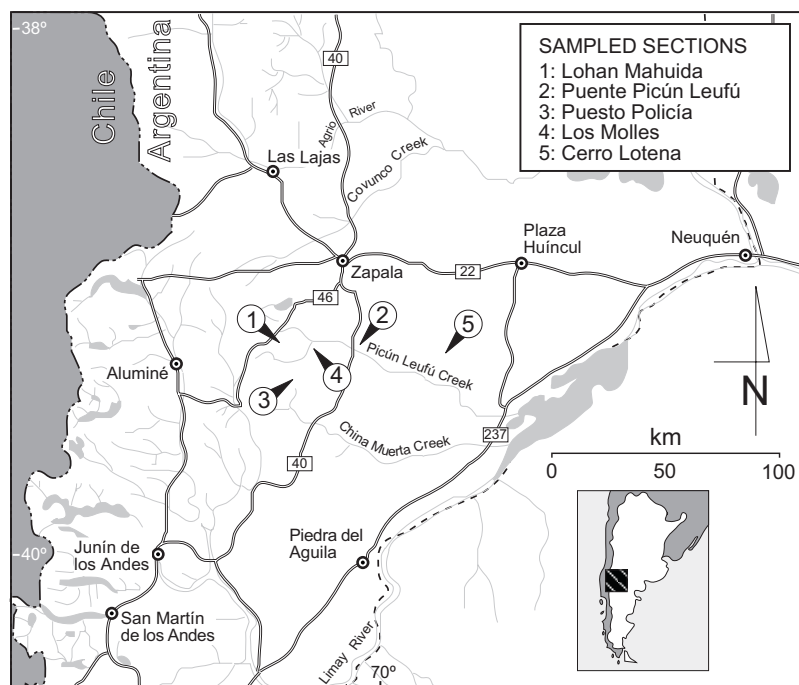 -38º
Chile
Argentina
40
SAMPLED SECTIONS
1: Lohan Mahuida
2: Puente Picún Leufú
3: Puesto Policía
4: Los Molles
5: Cerro Lotena
Agrio River
Las Lajas
Covunco Creek
Plaza
Huíncul
Neuquén
Zapala
22
46
1
2
5
Picún Leufú Creek
Aluminé
4
3
N
China Muerta Creek
237
km
0 50 100
40
Piedra del
Aguila
Junín de
los Andes
-40º
San Martín
de los Andes
Limay River
70º